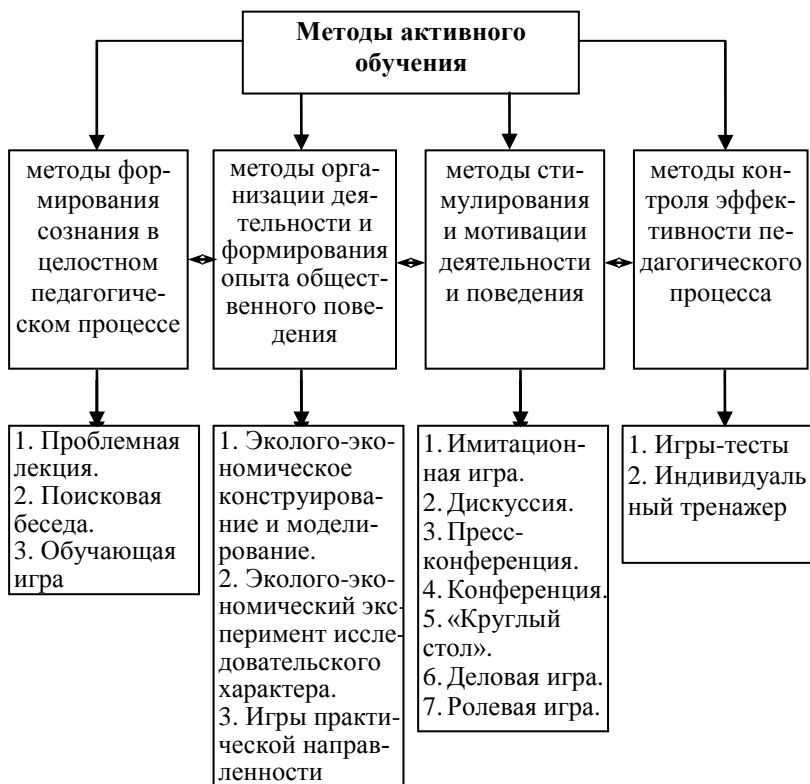 Методы активного
обучения
методы фор-
мирования
сознания в
целостном
педагогиче-
ском процессе
методы орга-
низации дея-
тельности и
формирования
опыта общест-
венного пове-
дения
методы сти-
мулирования
и мотивации
деятельности
и поведения
методы кон-
троля эффек-
тивности пе-
дагогического
процесса
1. Проблемная
лекция.
2. Поисковая
беседа.
3. Обучающая
игра
1. Эколого-эко-
номическое
конструирова-
ние и модели-
рование.
2. Эколого-эко-
номический экс-
перимент иссле-
довательского
характера.
3. Игры практи-
ческой направ-
ленности
1. Имитацион-
ная игра.
2. Дискуссия.
3. Пресс-
конференция.
4. Конференция.
5. «Круглый
стол».
6. Деловая игра.
7. Ролевая игра.
1. Игры-тесты
2. Индивидуаль
ный тренажер